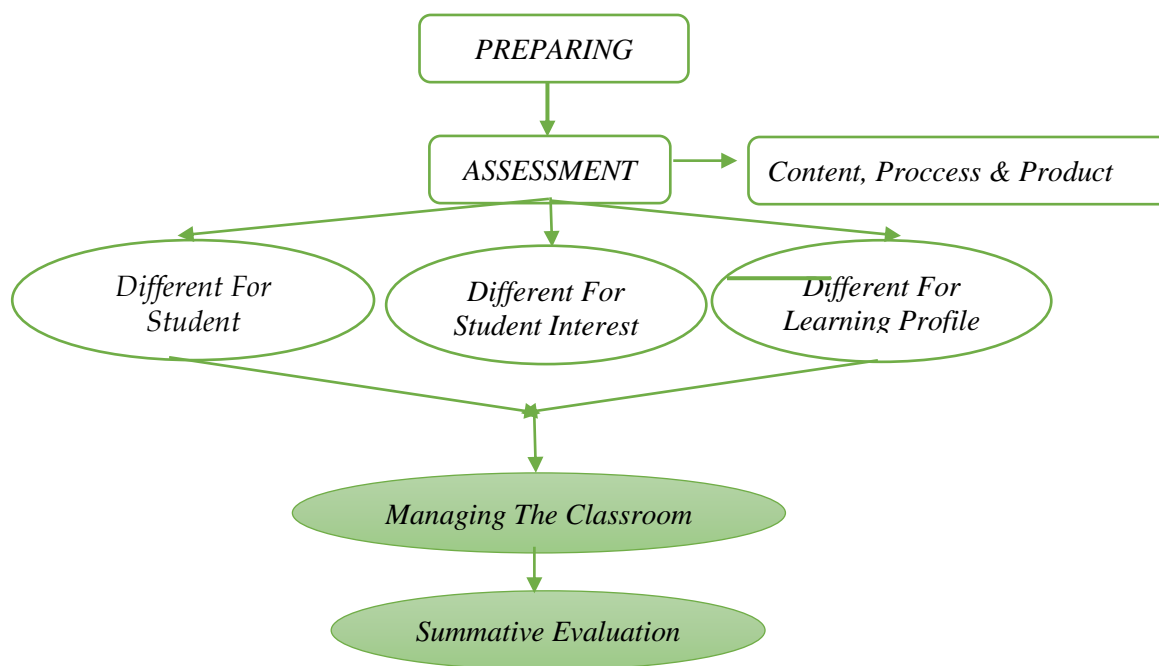 PREPARING
ASSESSMENT
Content, Proccess & Product
Different For
Student
Different For
Student Interest
Different For
Learning Profile
Managing The Classroom
Summative Evaluation